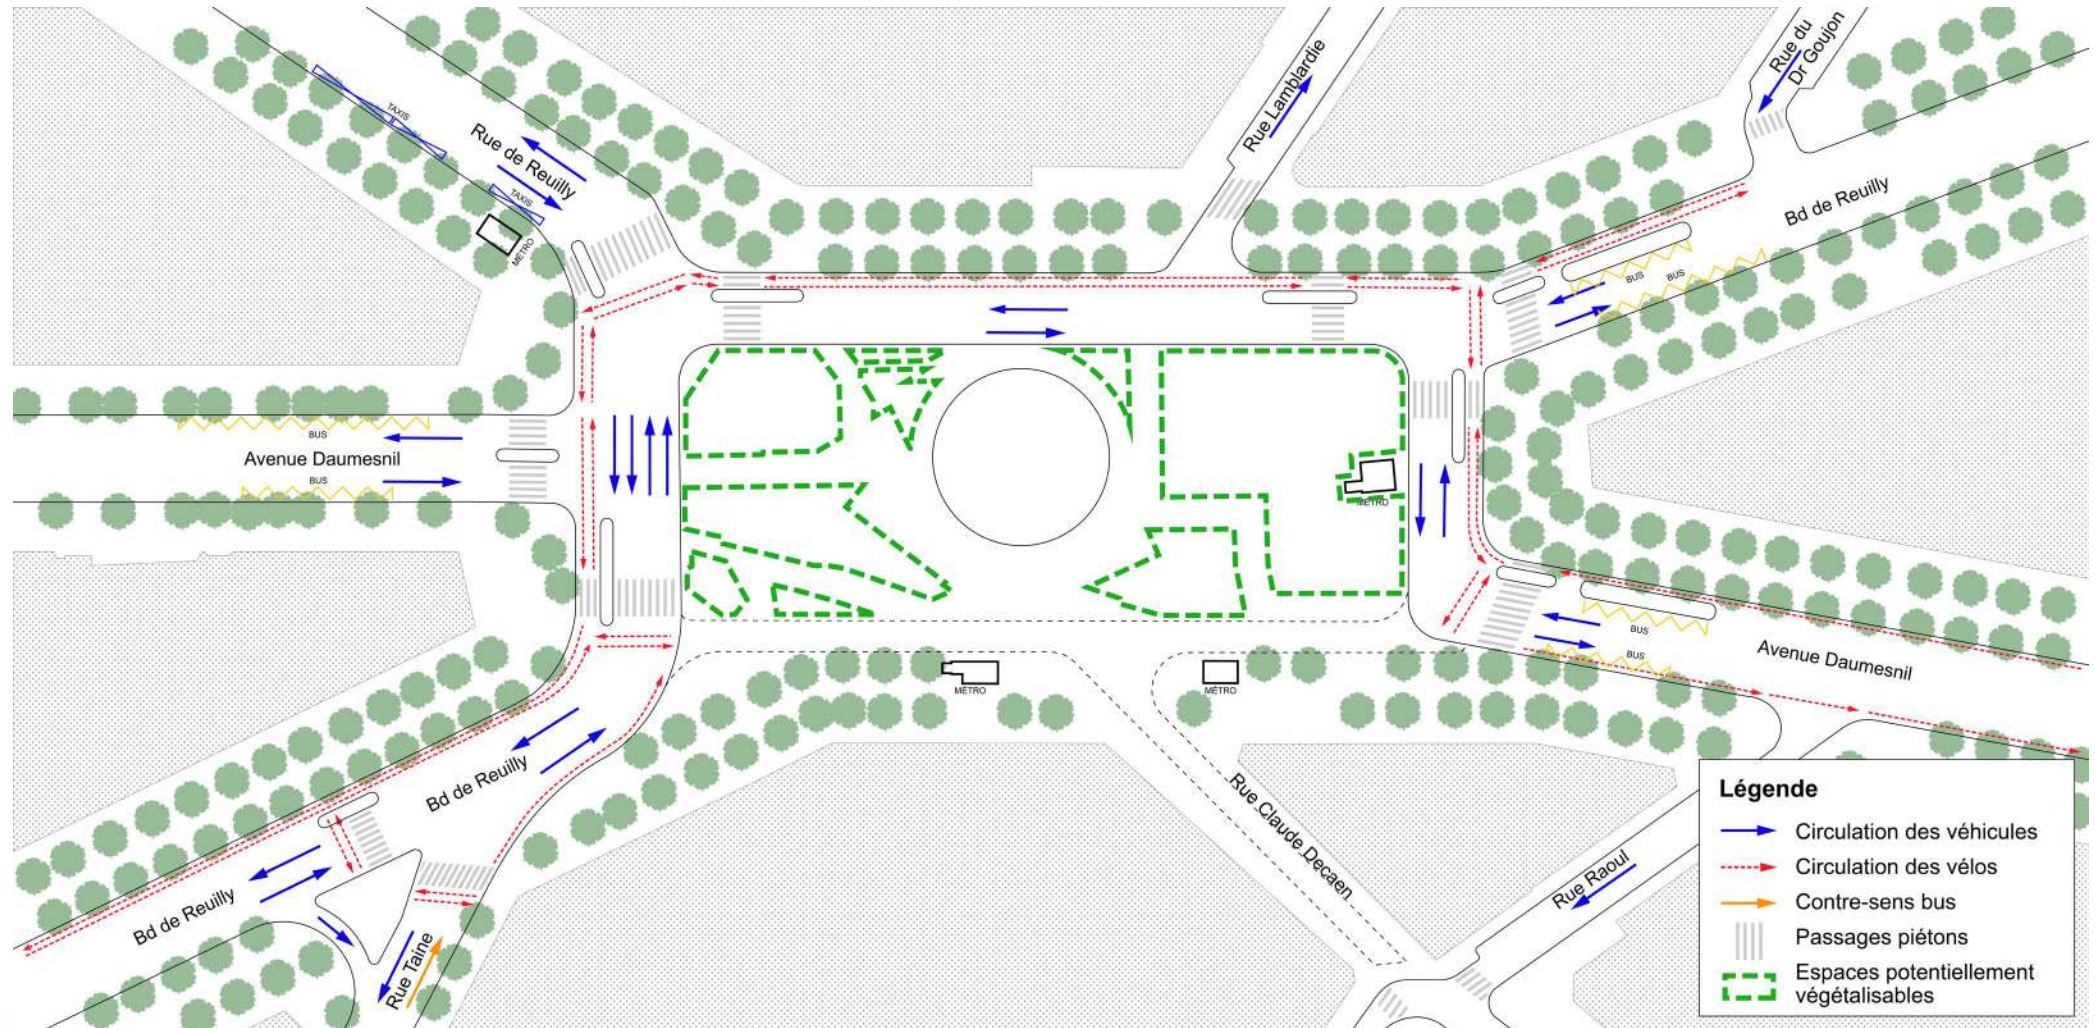 TAXIS
Rue de Reuilly
TAXIS
MÉTRO
Rue Lamblardie
Rue du
Dr Goujon
Bd de Reuilly
BUS
BUS
BUS
Avenue Daumesnil
BUS
MÉTRO
BUS
BUS
Avenue Daumesnil
MÉTRO
MÉTRO
Bd de Reuilly
Rue Claude Decaen
Rue Raoul
Bd de Reuilly
Rue Taine
Légende
Circulation des véhicules
Circulation des vélos
Contre-sens bus
Passages piétons
Espaces potentiellement
végétalisables